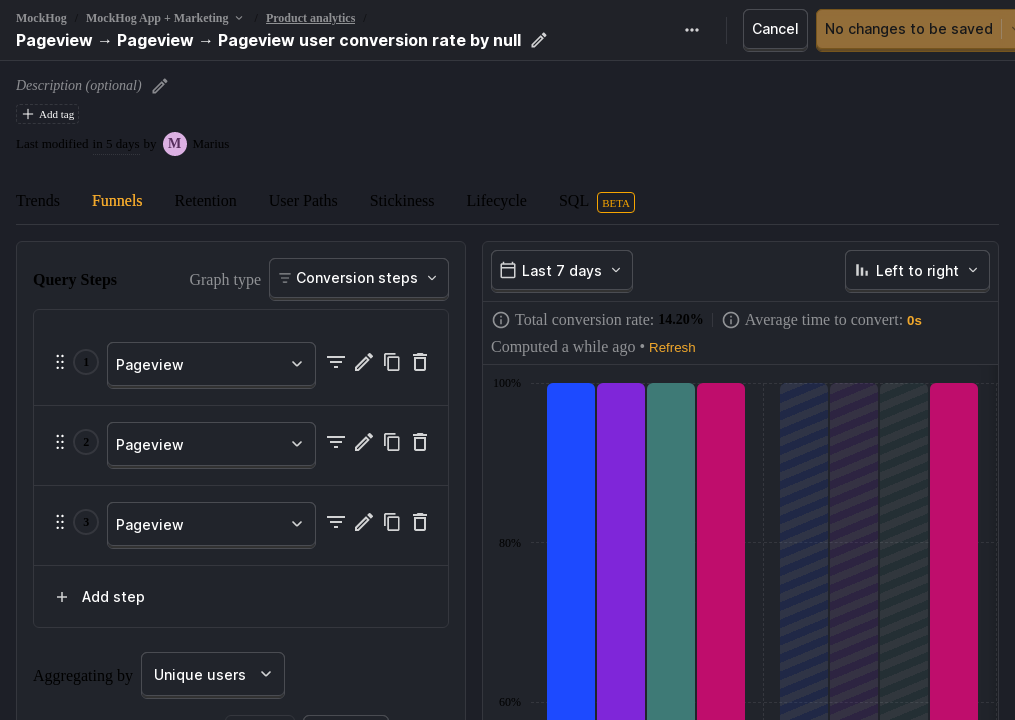 MockHog / MockHog App + Marketing / Product analytics /
Pageview → Pageview → Pageview user conversion rate by null
Cancel
No changes to be saved
Description (optional)
Add tag
Last modified in 5 days by M Marius
Trends Funnels Retention User Paths Stickiness Lifecycle SQL BETA
Query Steps
Graph type Conversion steps
1 Pageview
2 Pageview
3 Pageview
Add step
Aggregating by Unique users
Last 7 days
Left to right
Total conversion rate: 14.20% Average time to convert: 0s
Computed a while ago • Refresh
100%
80%
60%